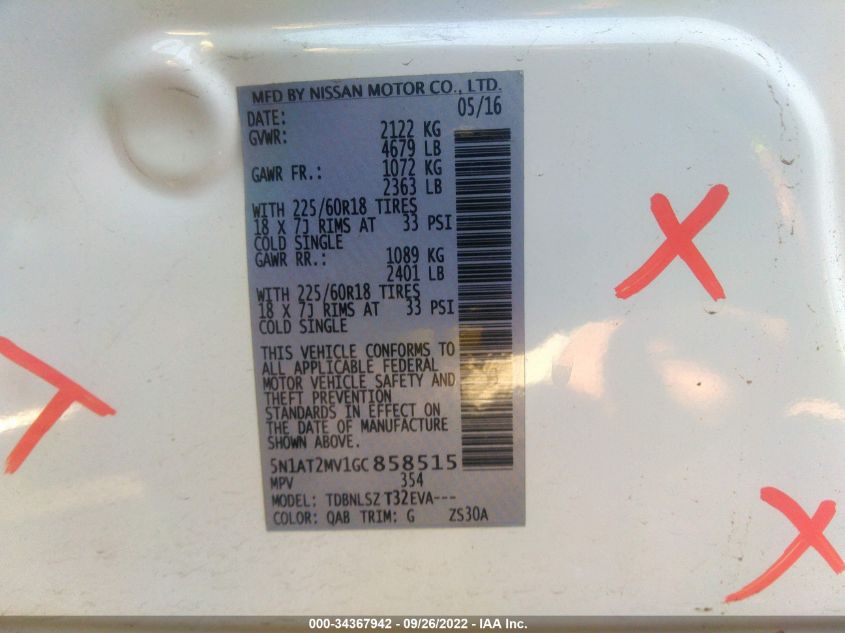 MFD BY NISSAN MOTOR CO., LTD.
DATE: 05/16
GVWR: 2122 KG
4679 LB
GAWR FR.: 1072 KG
2363 LB
WITH 225/60R18 TIRES
18 X 7J RIMS AT 33 PSI
COLD SINGLE
GAWR RR.: 1089 KG
2401 LB
WITH 225/60R18 TIRES
18 X 7J RIMS AT 33 PSI
COLD SINGLE
THIS VEHICLE CONFORMS TO
ALL APPLICABLE FEDERAL
MOTOR VEHICLE SAFETY AND
THEFT PREVENTION
STANDARDS IN EFFECT ON
THE DATE OF MANUFACTURE
SHOWN ABOVE.
5N1AT2MV1GC858515
MPV 354
MODEL: TDBNLSZ T32EVA---
COLOR: QAB TRIM: G ZS30A
X
T
X
000-34367942 - 09/26/2022 - IAA Inc.